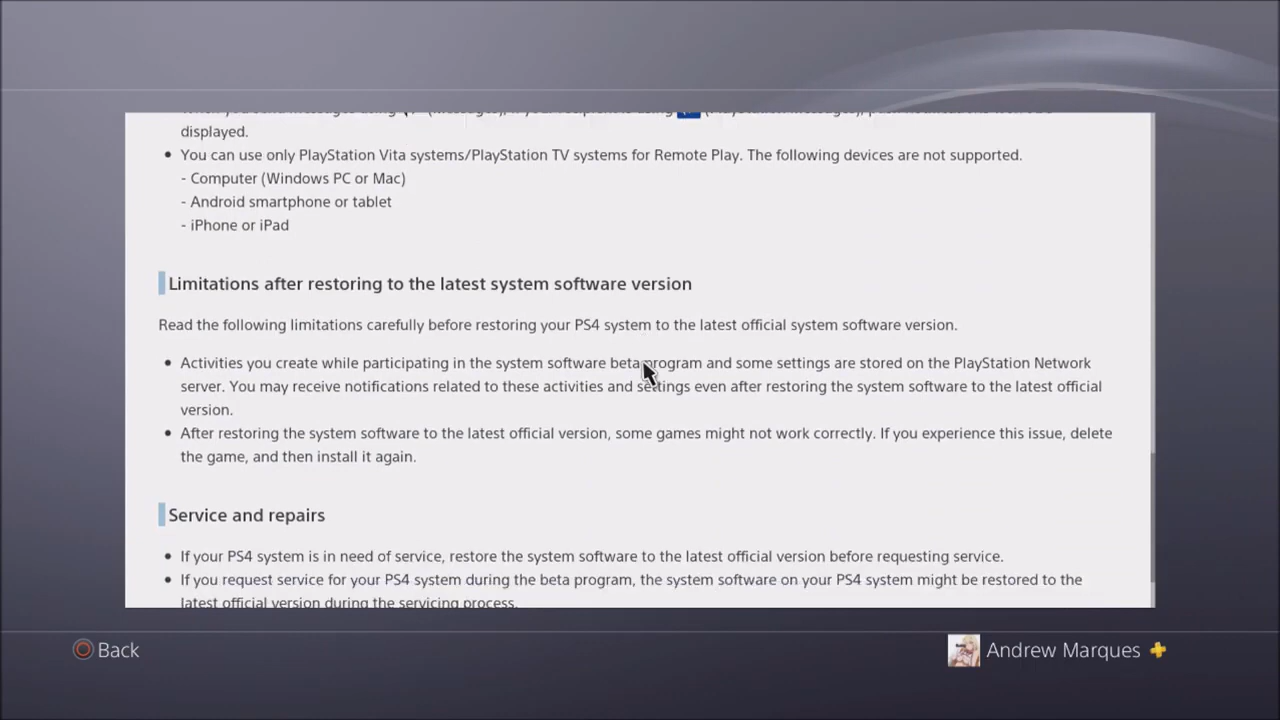 displayed.
• You can use only PlayStation Vita systems/PlayStation TV systems for Remote Play. The following devices are not supported.
- Computer (Windows PC or Mac)
- Android smartphone or tablet
- iPhone or iPad
Limitations after restoring to the latest system software version
Read the following limitations carefully before restoring your PS4 system to the latest official system software version.
• Activities you create while participating in the system software beta program and some settings are stored on the PlayStation Network
server. You may receive notifications related to these activities and settings even after restoring the system software to the latest official
version.
• After restoring the system software to the latest official version, some games might not work correctly. If you experience this issue, delete
the game, and then install it again.
Service and repairs
• If your PS4 system is in need of service, restore the system software to the latest official version before requesting service.
• If you request service for your PS4 system during the beta program, the system software on your PS4 system might be restored to the
latest official version during the servicing process.
Back
Andrew Marques